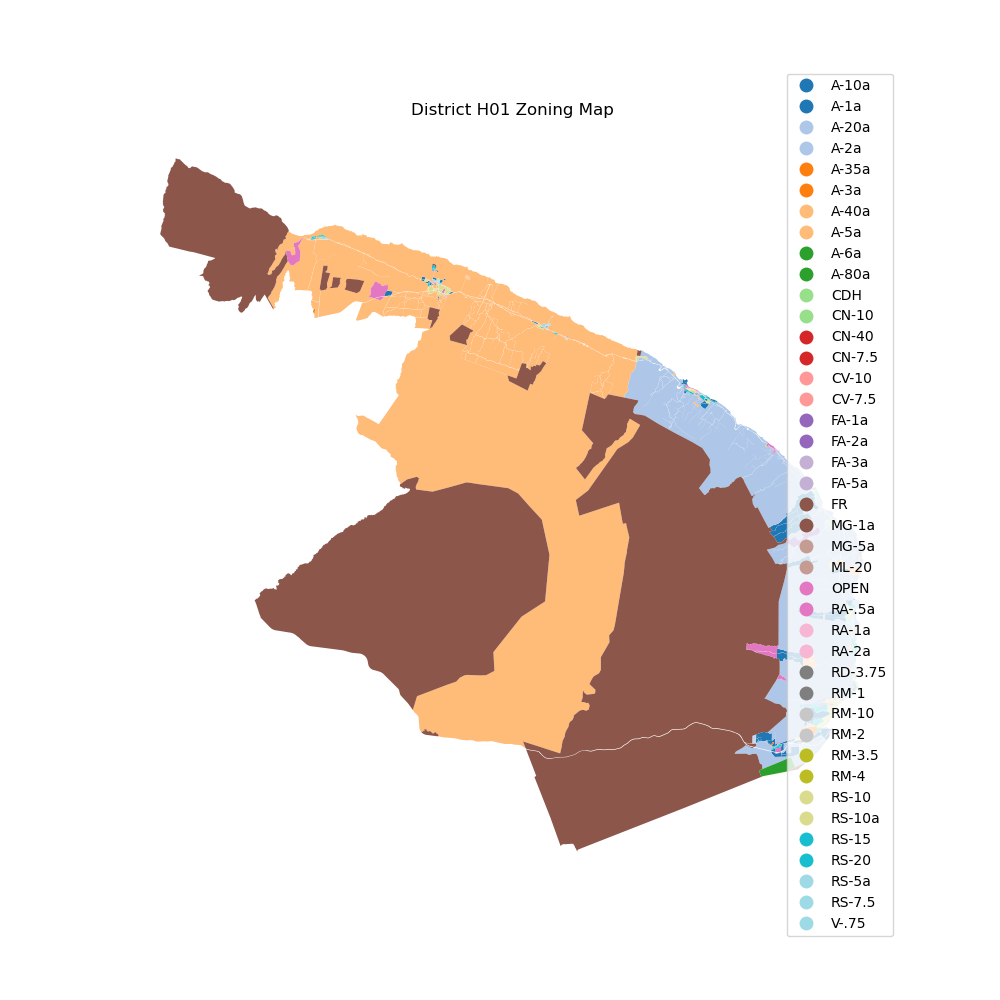 District H01 Zoning Map
A-10a
A-1a
A-20a
A-2a
A-35a
A-3a
A-40a
A-5a
A-6a
A-80a
CDH
CN-10
CN-40
CN-7.5
CV-10
CV-7.5
FA-1a
FA-2a
FA-3a
FA-5a
FR
MG-1a
MG-5a
ML-20
OPEN
RA-.5a
RA-1a
RA-2a
RD-3.75
RM-1
RM-10
RM-2
RM-3.5
RM-4
RS-10
RS-10a
RS-15
RS-20
RS-5a
RS-7.5
V-.75